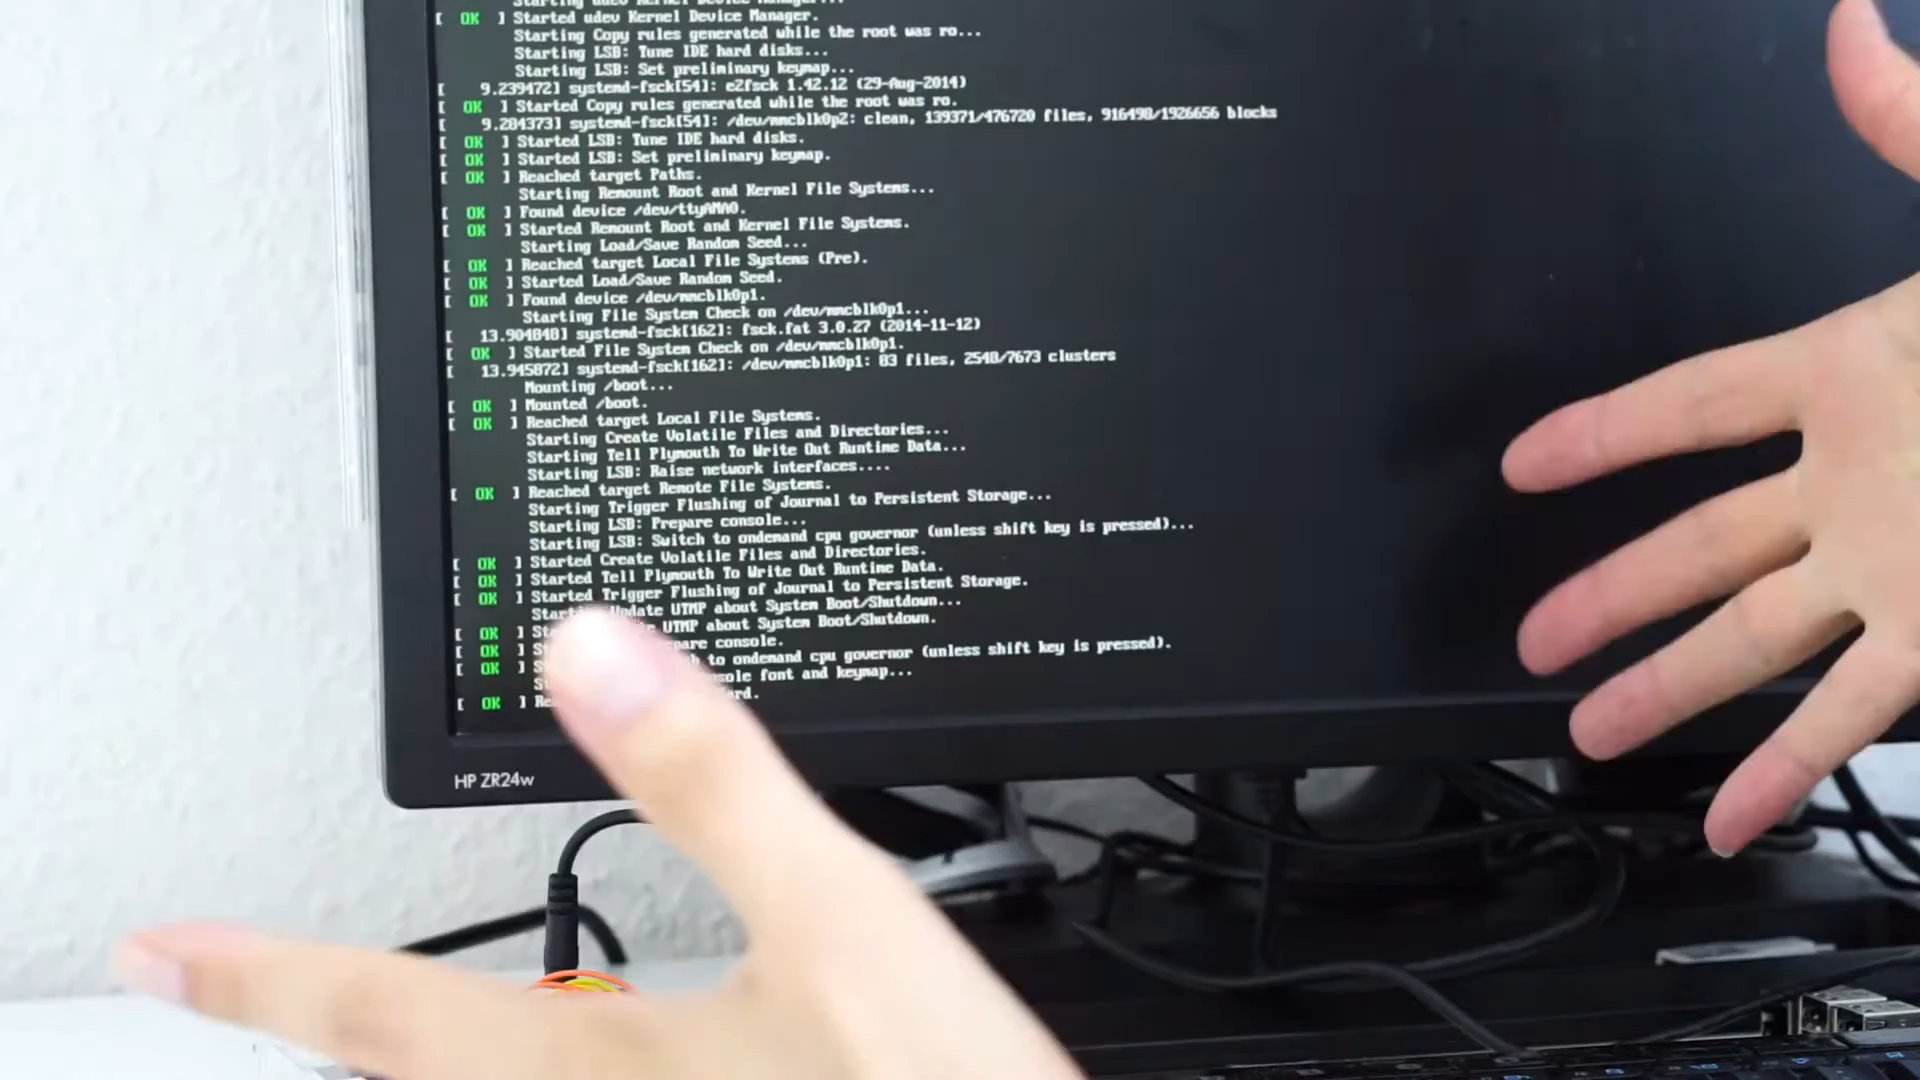 Starting udev Kernel Device Manager...
[ OK ] Started udev Kernel Device Manager.
Starting Copy rules generated while the root was ro...
Starting LSB: Tune IDE hard disks...
Starting LSB: Set preliminary keymap...
[ 9.239472] systemd-fsck[54]: e2fsck 1.42.12 (29-Aug-2014)
[ OK ] Started Copy rules generated while the root was ro.
[ 9.284373] systemd-fsck[54]: /dev/mmcblk0p2: clean, 139371/476720 files, 916498/1926656 blocks
[ OK ] Started LSB: Tune IDE hard disks.
[ OK ] Started LSB: Set preliminary keymap.
[ OK ] Reached target Paths.
Starting Remount Root and Kernel File Systems...
[ OK ] Found device /dev/ttyAMA0.
[ OK ] Started Remount Root and Kernel File Systems.
Starting Load/Save Random Seed...
[ OK ] Reached target Local File Systems (Pre).
[ OK ] Started Load/Save Random Seed.
[ OK ] Found device /dev/mmcblk0p1.
Starting File System Check on /dev/mmcblk0p1...
[ 13.904848] systemd-fsck[162]: fsck.fat 3.0.27 (2014-11-12)
[ OK ] Started File System Check on /dev/mmcblk0p1.
[ 13.945872] systemd-fsck[162]: /dev/mmcblk0p1: 83 files, 2548/7673 clusters
Mounting /boot...
[ OK ] Mounted /boot.
[ OK ] Reached target Local File Systems.
Starting Create Volatile Files and Directories...
Starting Tell Plymouth To Write Out Runtime Data...
Starting LSB: Raise network interfaces....
[ OK ] Reached target Remote File Systems.
Starting Trigger Flushing of Journal to Persistent Storage...
Starting LSB: Prepare console...
Starting LSB: Switch to ondemand cpu governor (unless shift key is pressed)...
[ OK ] Started Create Volatile Files and Directories.
[ OK ] Started Tell Plymouth To Write Out Runtime Data.
[ OK ] Started Trigger Flushing of Journal to Persistent Storage.
Update UTMP about System Boot/Shutdown...
[ OK ] UTMP about System Boot/Shutdown.
[ OK ] console.
[ OK ] to ondemand cpu governor (unless shift key is pressed).
font and keymap...
[ OK ]
HP ZR24w